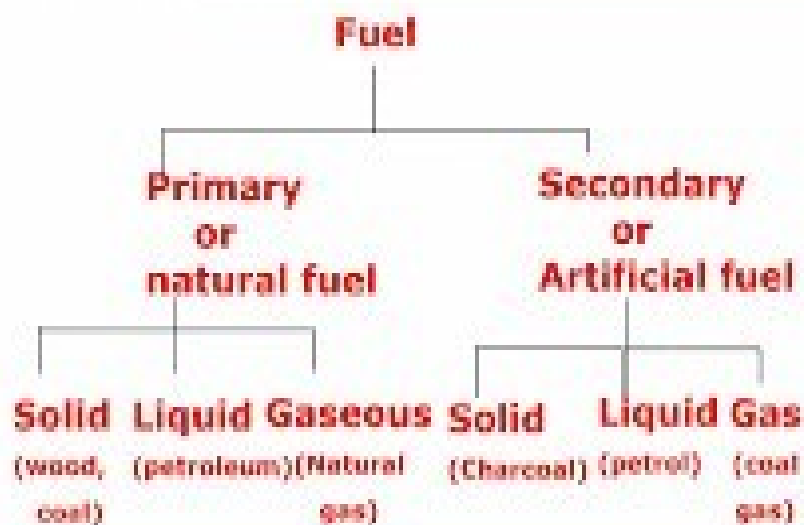 Fuel
Primary
or
natural fuel
Secondary
or
Artificial fuel
Solid Liquid Gaseous Solid Liquid Gas
(wood, (petroleum) (Natural (Charcoal) (petrol) (coal
coal) gas) gas)